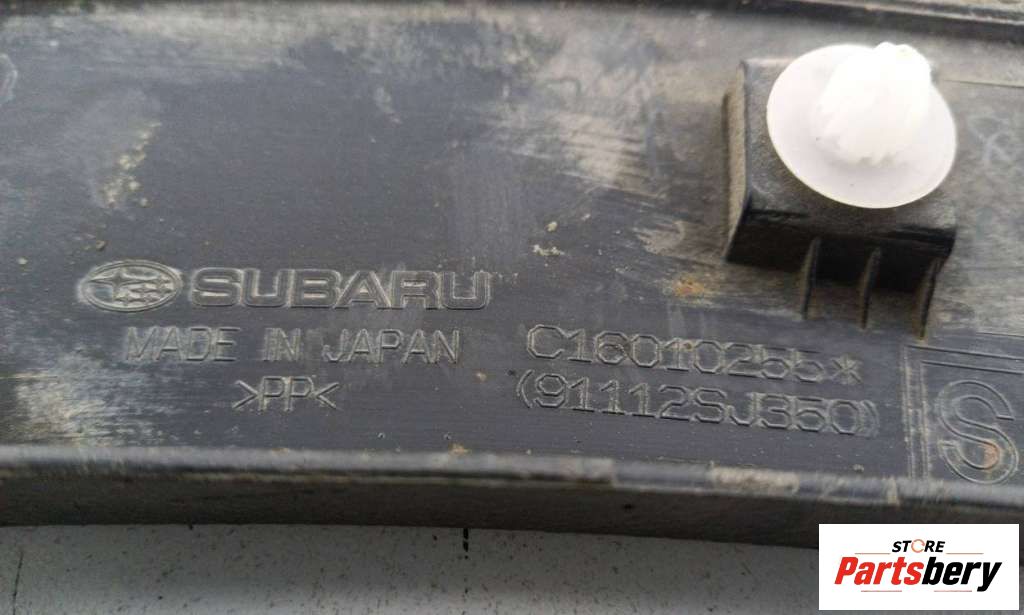 SUBARU
MADE IN JAPAN
>PP<
C16010255*
(91112SJ350)
S
STORE
Partsbery